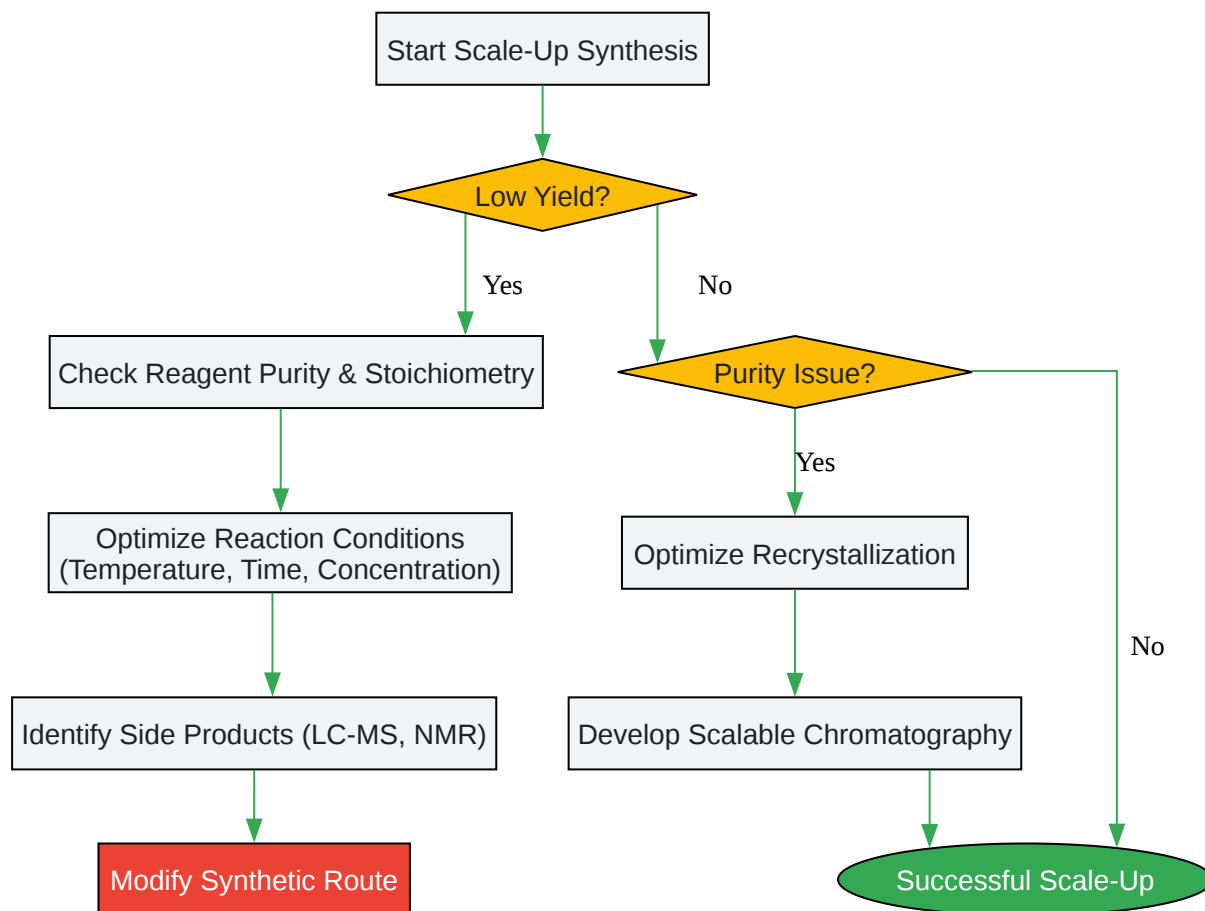 Start Scale-Up Synthesis
Low Yield?
Yes
No
Check Reagent Purity & Stoichiometry
Purity Issue?
Yes
Optimize Reaction Conditions
(Temperature, Time, Concentration)
Optimize Recrystallization
No
Identify Side Products (LC-MS, NMR)
Develop Scalable Chromatography
Modify Synthetic Route
Successful Scale-Up